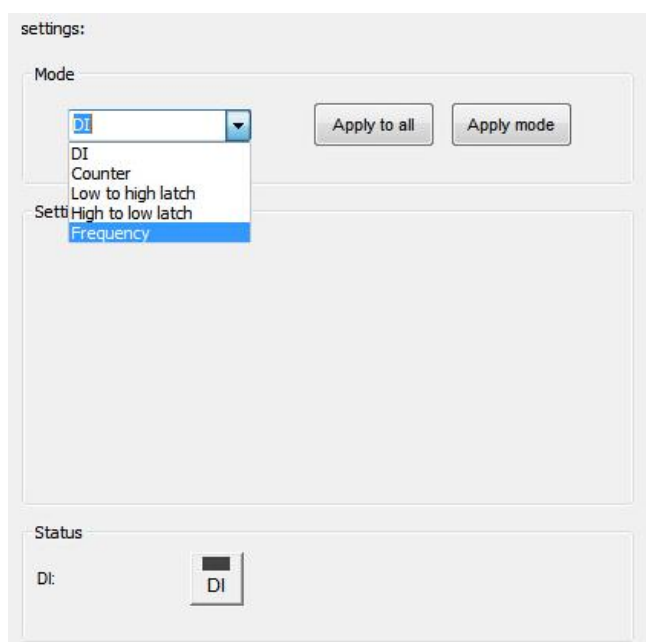 settings:
Mode
DI
Apply to all
Apply mode
DI
Counter
Low to high latch
High to low latch
Frequency
Setti
Status
DI:
DI